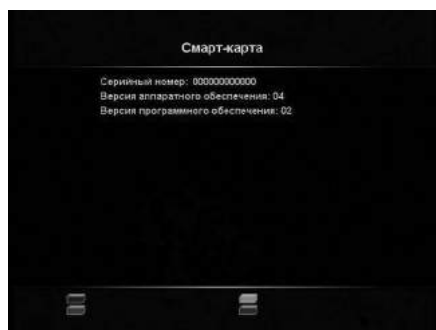 Смарт-карта
Серийный номер: 000000000000
Версия аппаратного обеспечения: 04
Версия программного обеспечения: 02